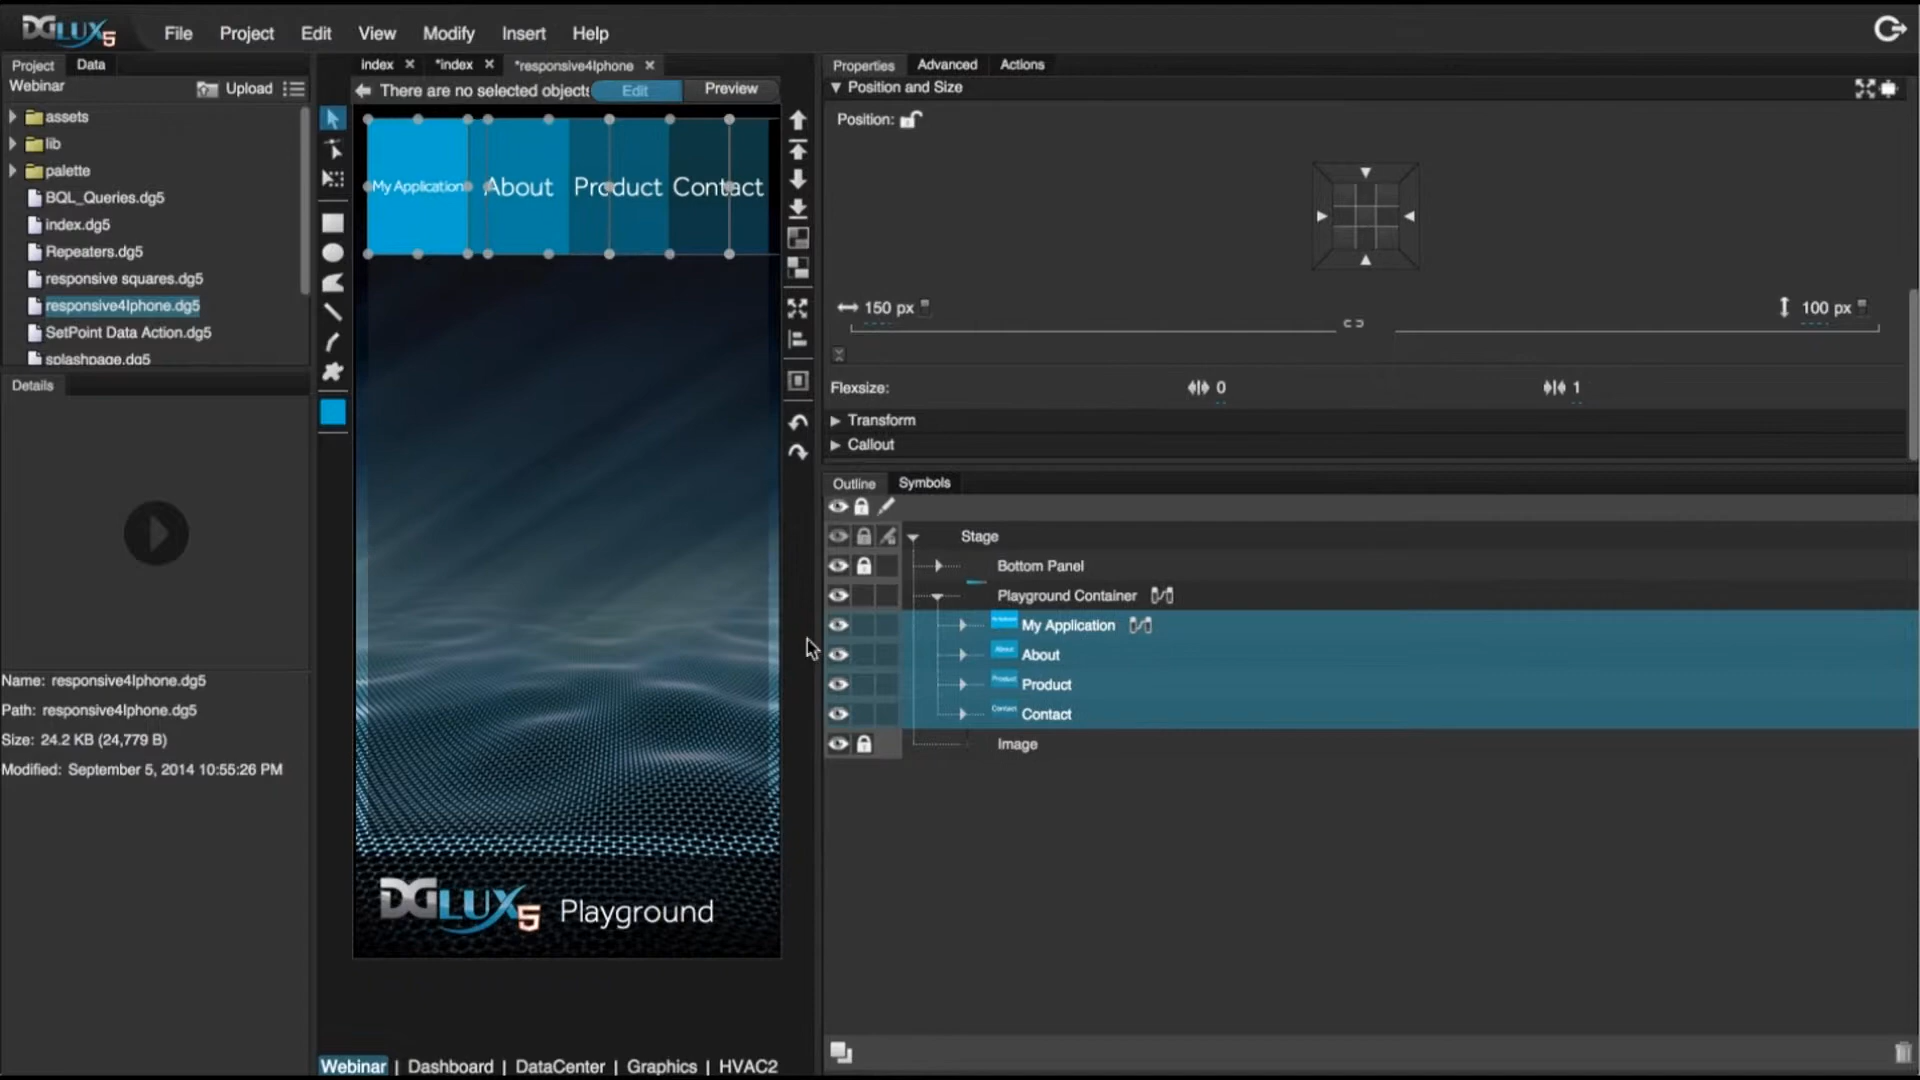 DGLUX5
File Project Edit View Modify Insert Help
Project Data
Webinar Upload
assets
lib
palette
BQL_Queries.dg5
index.dg5
Repeaters.dg5
responsive squares.dg5
responsive4Iphone.dg5
SetPoint Data Action.dg5
splashpage.dg5
Details
Name: responsive4Iphone.dg5
Path: responsive4Iphone.dg5
Size: 24.2 KB (24,779 B)
Modified: September 5, 2014 10:55:26 PM
index *index *responsive4Iphone
There are no selected objects Edit Preview
My Application About Product Contact
DGLUX5 Playground
Webinar | Dashboard | DataCenter | Graphics | HVAC2
Properties Advanced Actions
Position and Size
Position:
150 px 100 px
Flexsize: 0 1
Transform
Callout
Outline Symbols
Stage
Bottom Panel
Playground Container
My Application
About About
Product Product
Contact Contact
Image